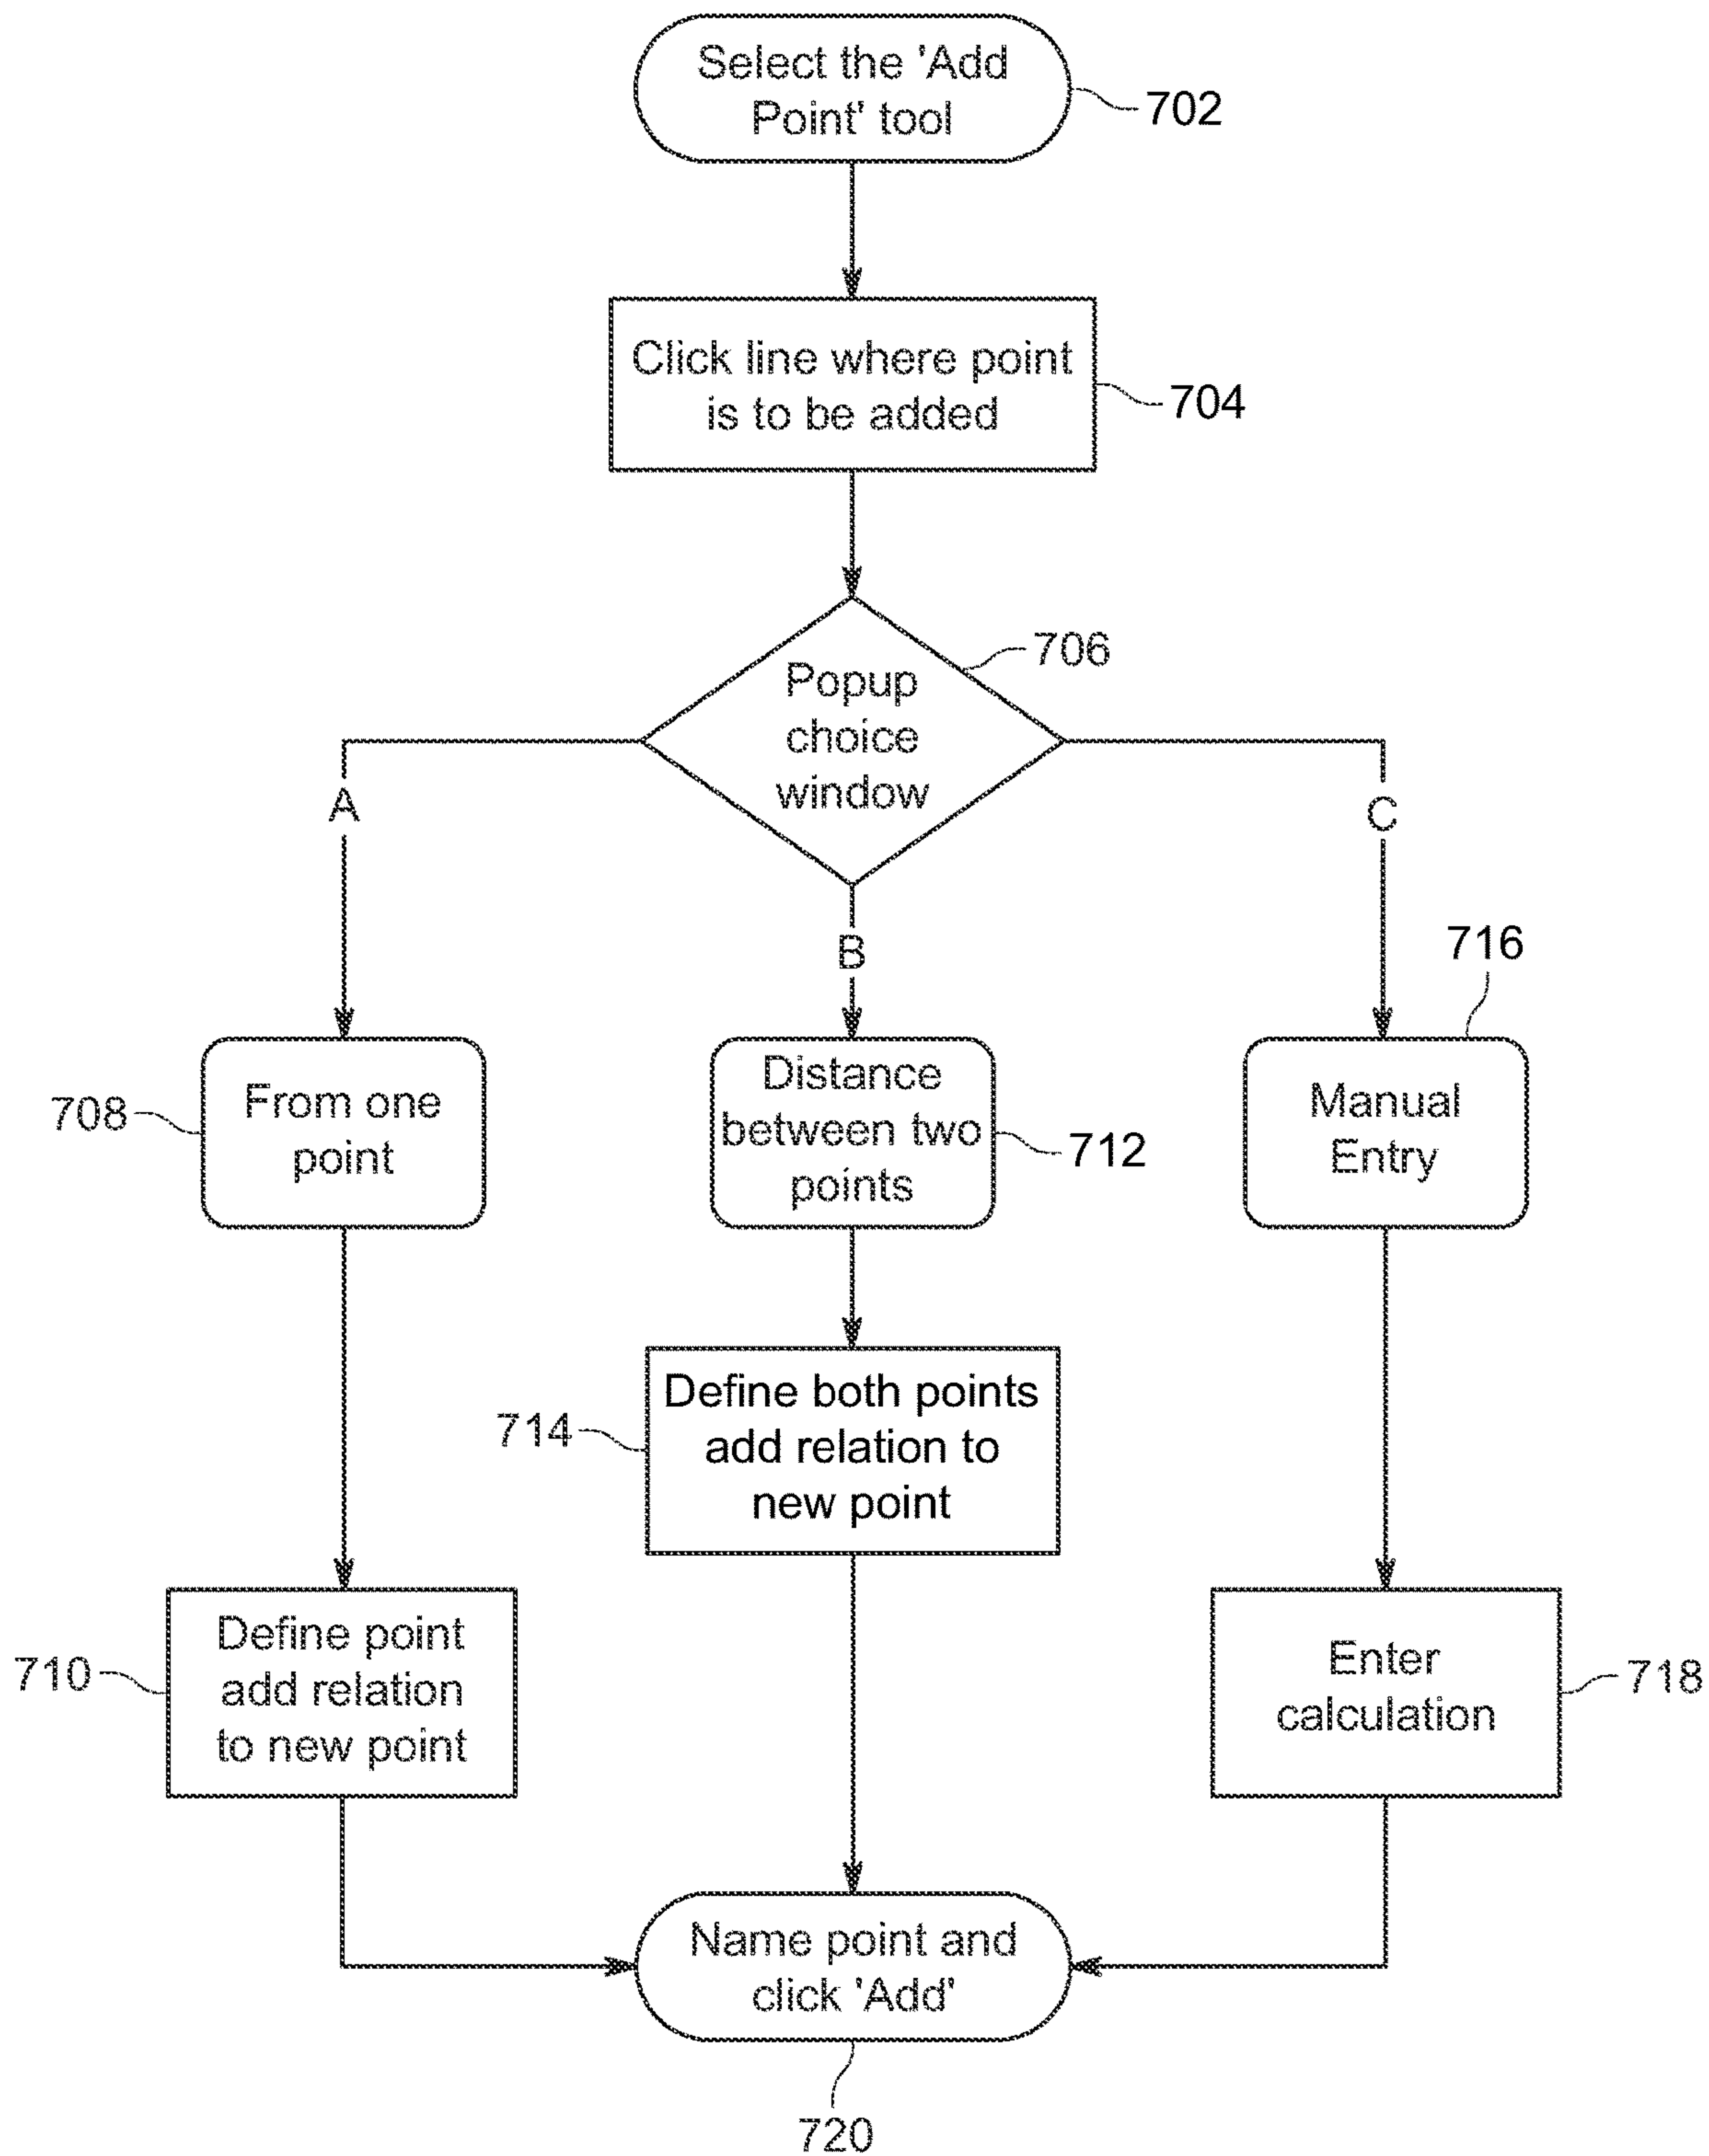 Select the 'Add
Point' tool
702
Click line where point
is to be added
704
706
Popup
choice
window
A
B
C
716
708
From one
point
Distance
between two
points
712
Manual
Entry
714
Define both points
add relation to
new point
710
Define point
add relation
to new point
Enter
calculation
718
Name point and
click 'Add'
720